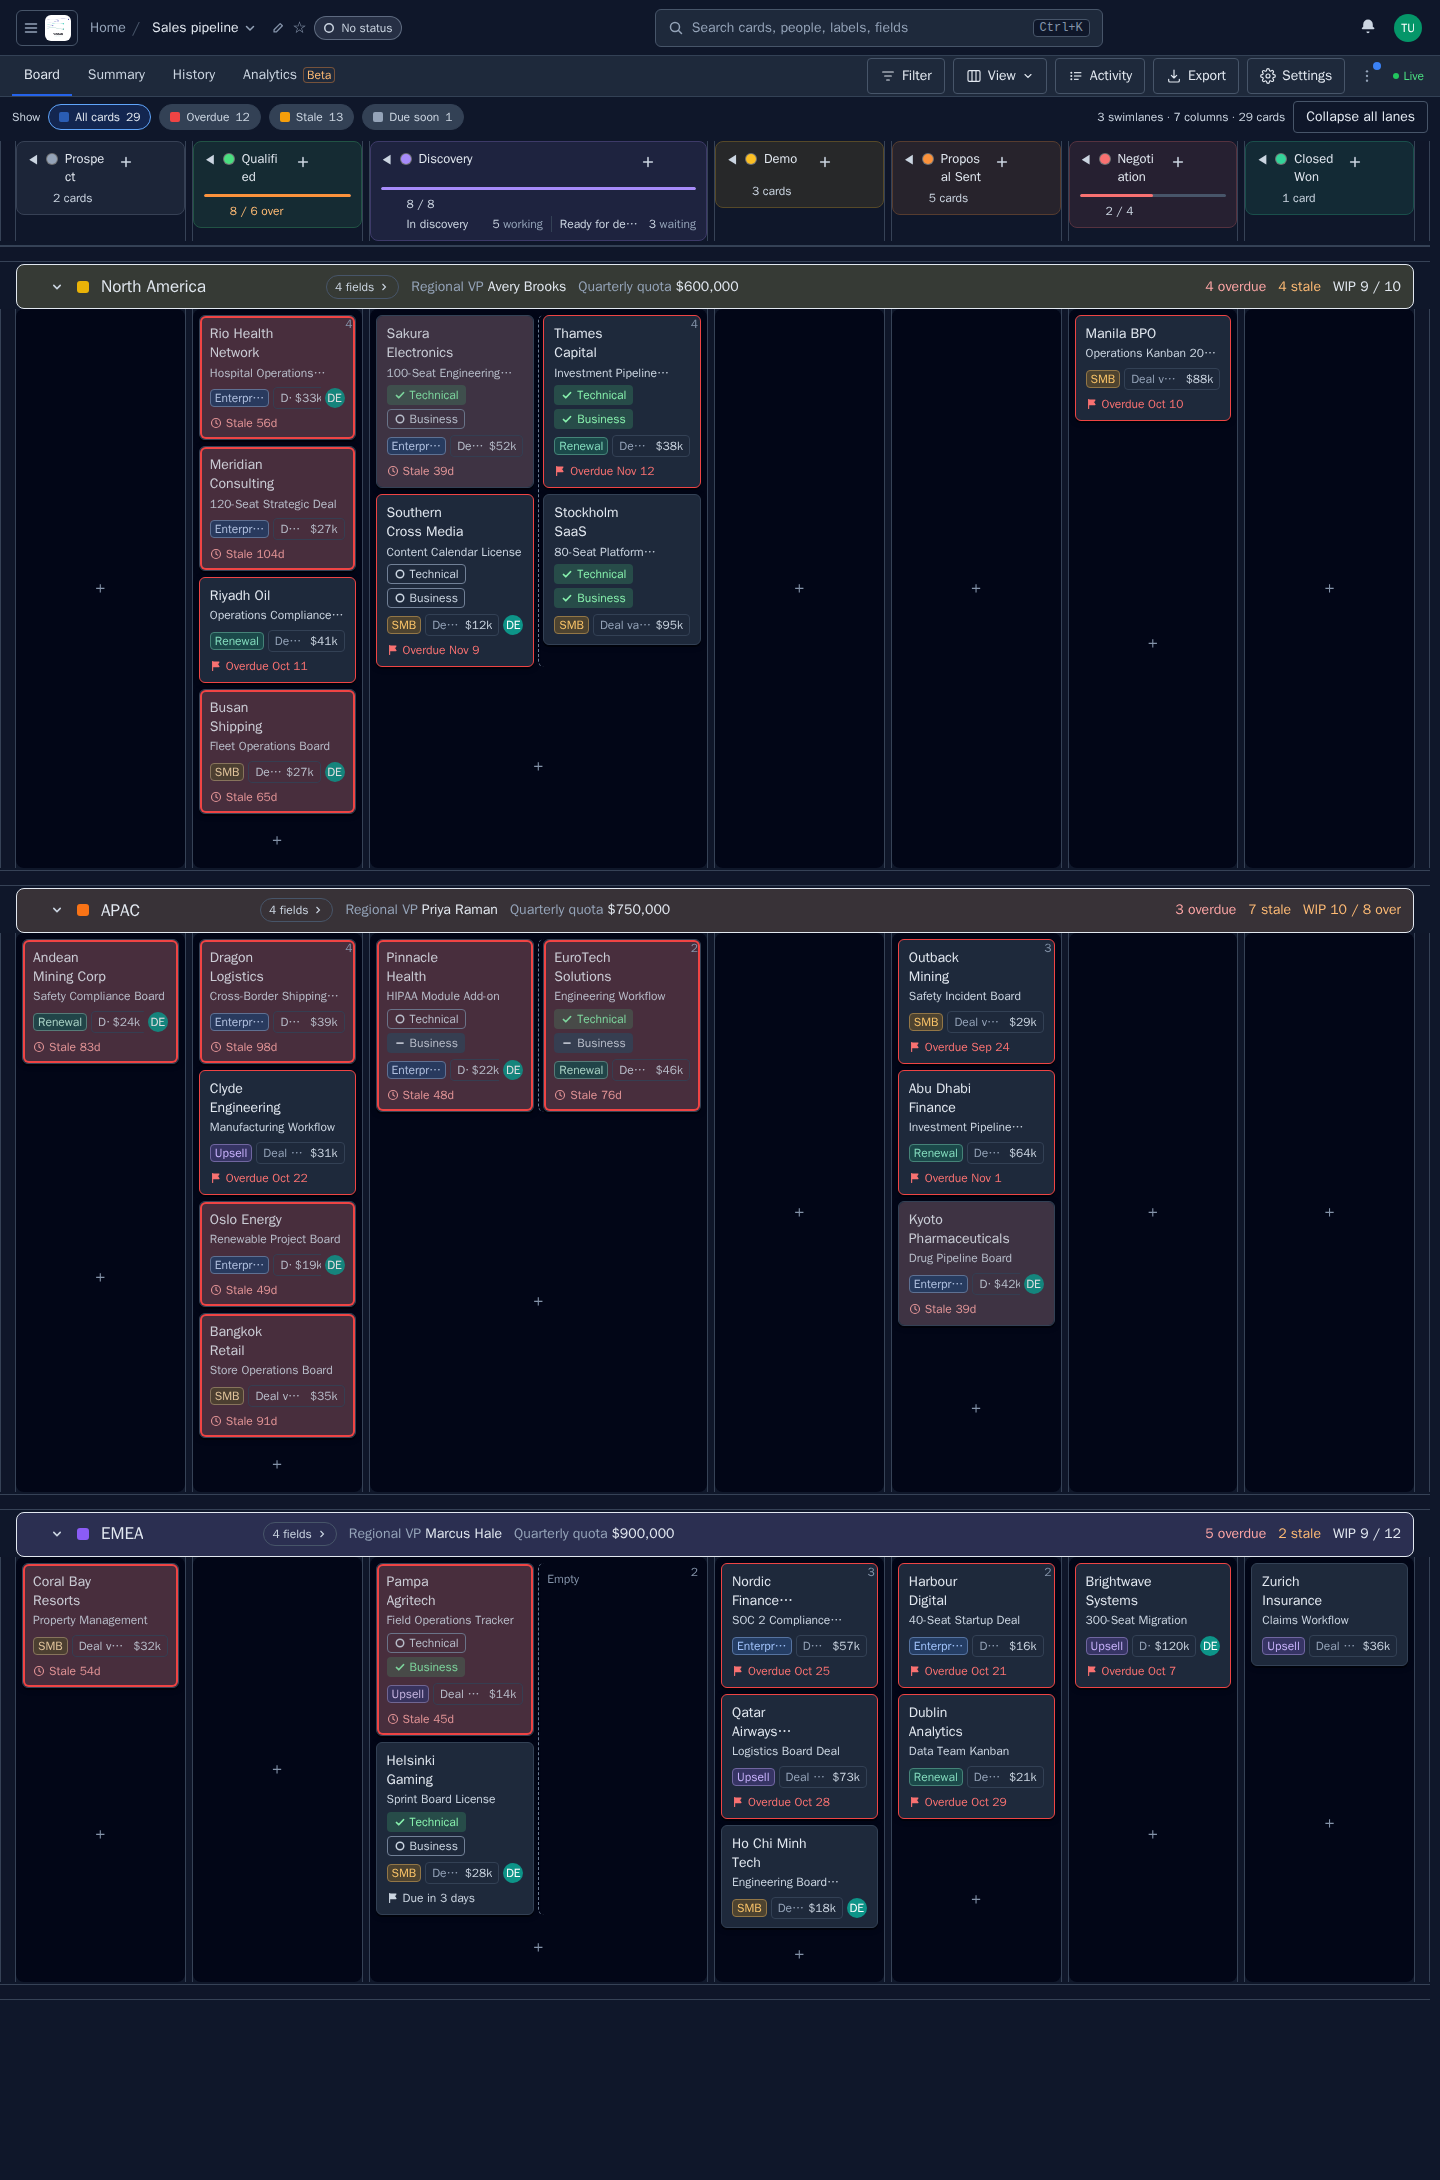 Home / Sales pipeline No status Search cards, people, labels, fields Ctrl+K TU
Board Summary History Analytics Beta Filter View Activity Export Settings Live
Show All cards 29 Overdue 12 Stale 13 Due soon 1 3 swimlanes · 7 columns · 29 cards Collapse all lanes
Prospe
ct
2 cards
Qualifi
ed
8 / 6 over
Discovery
8 / 8
In discovery 5 working Ready for de··· 3 waiting
Demo
3 cards
Propos
al Sent
5 cards
Negoti
ation
2 / 4
Closed
Won
1 card
North America 4 fields Regional VP Avery Brooks Quarterly quota $600,000 4 overdue 4 stale WIP 9 / 10
4
Rio Health
Network
Hospital Operations···
Enterpr··· D· $33k DE
Stale 56d
Meridian
Consulting
120-Seat Strategic Deal
Enterpr··· D··· $27k
Stale 104d
Riyadh Oil
Operations Compliance···
Renewal De··· $41k
Overdue Oct 11
Busan
Shipping
Fleet Operations Board
SMB De··· $27k DE
Stale 65d
Sakura
Electronics
100-Seat Engineering···
Technical
Business
Enterpr··· De··· $52k
Stale 39d
Southern
Cross Media
Content Calendar License
Technical
Business
SMB De··· $12k DE
Overdue Nov 9
4
Thames
Capital
Investment Pipeline···
Technical
Business
Renewal De··· $38k
Overdue Nov 12
Stockholm
SaaS
80-Seat Platform···
Technical
Business
SMB Deal va··· $95k
Manila BPO
Operations Kanban 20···
SMB Deal v··· $88k
Overdue Oct 10
APAC 4 fields Regional VP Priya Raman Quarterly quota $750,000 3 overdue 7 stale WIP 10 / 8 over
Andean
Mining Corp
Safety Compliance Board
Renewal D· $24k DE
Stale 83d
4
Dragon
Logistics
Cross-Border Shipping···
Enterpr··· D··· $39k
Stale 98d
Clyde
Engineering
Manufacturing Workflow
Upsell Deal ··· $31k
Overdue Oct 22
Oslo Energy
Renewable Project Board
Enterpr··· D· $19k DE
Stale 49d
Bangkok
Retail
Store Operations Board
SMB Deal v··· $35k
Stale 91d
Pinnacle
Health
HIPAA Module Add-on
Technical
Business
Enterpr··· D· $22k DE
Stale 48d
2
EuroTech
Solutions
Engineering Workflow
Technical
Business
Renewal De··· $46k
Stale 76d
3
Outback
Mining
Safety Incident Board
SMB Deal v··· $29k
Overdue Sep 24
Abu Dhabi
Finance
Investment Pipeline···
Renewal De··· $64k
Overdue Nov 1
Kyoto
Pharmaceuticals
Drug Pipeline Board
Enterpr··· D· $42k DE
Stale 39d
EMEA 4 fields Regional VP Marcus Hale Quarterly quota $900,000 5 overdue 2 stale WIP 9 / 12
Coral Bay
Resorts
Property Management
SMB Deal v··· $32k
Stale 54d
Pampa
Agritech
Field Operations Tracker
Technical
Business
Upsell Deal ··· $14k
Stale 45d
Helsinki
Gaming
Sprint Board License
Technical
Business
SMB De··· $28k DE
Due in 3 days
Empty 2
3
Nordic
Finance···
SOC 2 Compliance···
Enterpr··· D··· $57k
Overdue Oct 25
Qatar
Airways···
Logistics Board Deal
Upsell Deal ··· $73k
Overdue Oct 28
Ho Chi Minh
Tech
Engineering Board···
SMB De··· $18k DE
2
Harbour
Digital
40-Seat Startup Deal
Enterpr··· D··· $16k
Overdue Oct 21
Dublin
Analytics
Data Team Kanban
Renewal De··· $21k
Overdue Oct 29
Brightwave
Systems
300-Seat Migration
Upsell D· $120k DE
Overdue Oct 7
Zurich
Insurance
Claims Workflow
Upsell Deal ··· $36k